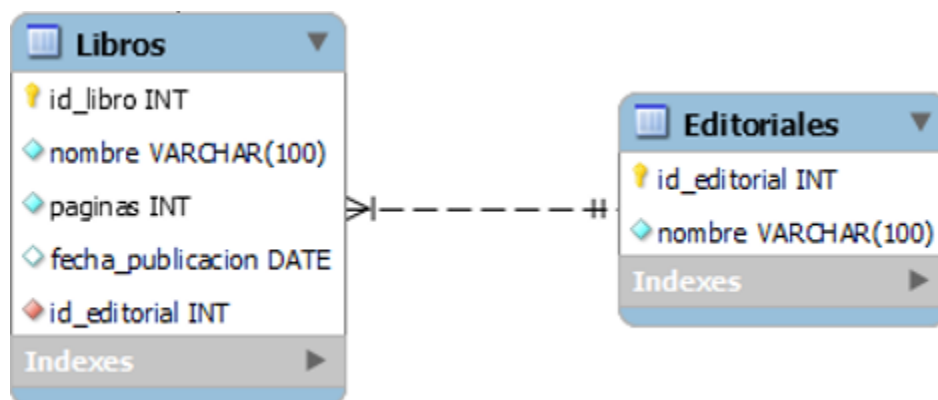 Libros
id_libro INT
nombre VARCHAR(100)
paginas INT
fecha_publicacion DATE
id_editorial INT
Indexes
Editoriales
id_editorial INT
nombre VARCHAR(100)
Indexes